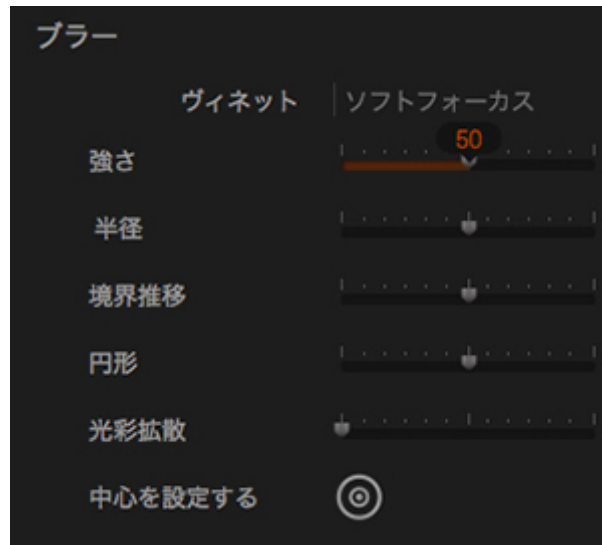 ブラー
ヴィネット ソフトフォーカス
強さ 50
半径
境界推移
円形
光彩拡散
中心を設定する